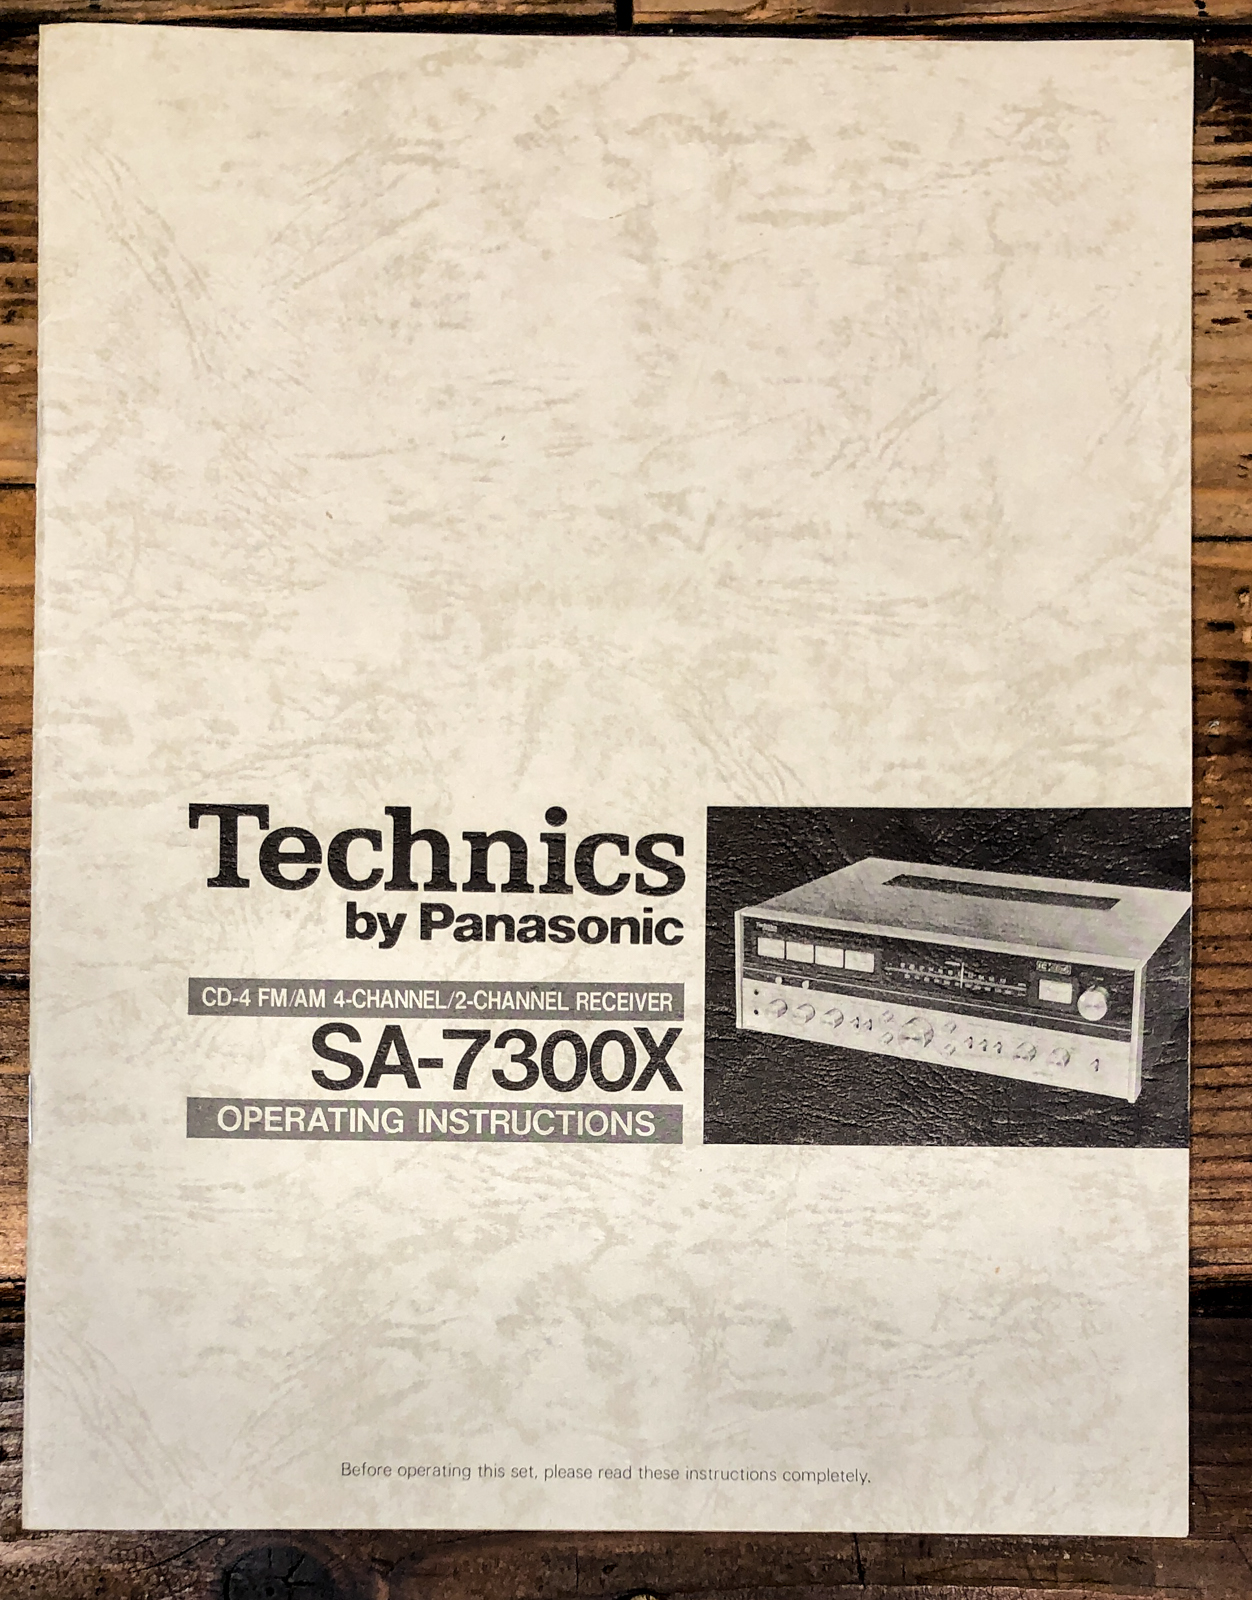 Technics
by Panasonic
CD-4 FM/AM 4-CHANNEL/2-CHANNEL RECEIVER
SA-7300X
OPERATING INSTRUCTIONS
Before operating this set, please read these instructions completely.